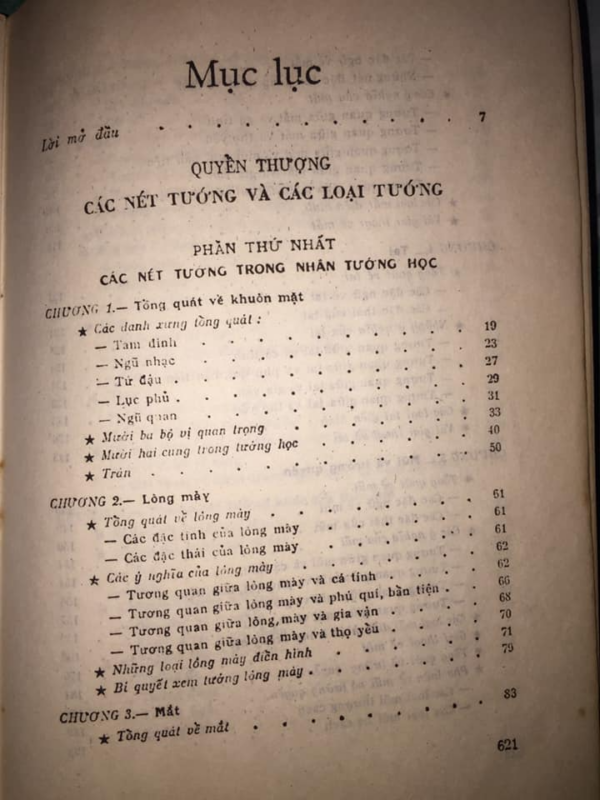 Mục lục
Lời mở đầu . . . . . . . . . . . 7
QUYỀN THƯỢNG
CÁC NÉT TƯỚNG VÀ CÁC LOẠI TƯỚNG
PHẦN THỨ NHẤT
CÁC NÉT TƯỚNG TRONG NHÂN TƯỚNG HỌC
CHƯƠNG 1.— Tổng quát về khuôn mặt
★ Các danh xưng tổng quát :
— Tam đình . . . . . . . . . . 19
— Ngũ nhạc . . . . . . . . . . 23
— Tứ đậu . . . . . . . . . . 27
— Lục phủ . . . . . . . . . . 29
— Ngũ quan . . . . . . . . . . 31
★ Mười ba bộ vị quan trọng . . . . . . . 33
★ Mười hai cung trong tướng học . . . . . . 40
★ Trán . . . . . . . . . . . 50
CHƯƠNG 2.— Lông mày
★ Tổng quát về lông mày . . . . . . . 61
— Các đặc tính của lông mày . . . . . . 61
— Các đặc thái của lông mày . . . . . . 61
★ Các ý nghĩa của lông mày . . . . . . 62
— Tương quan giữa lông mày và cá tính . . . . 62
— Tương quan giữa lông mày và phú quí, bần tiện . . 66
— Tương quan giữa lông mày và gia vận . . . . 68
— Tương quan giữa lông mày và thọ yểu . . . . 70
★ Những loại lông mày điển hình . . . . . 71
★ Bí quyết xem tướng lông mày . . . . . . 79
CHƯƠNG 3.— Mắt
★ Tổng quát về mắt . . . . . . . . 83
621